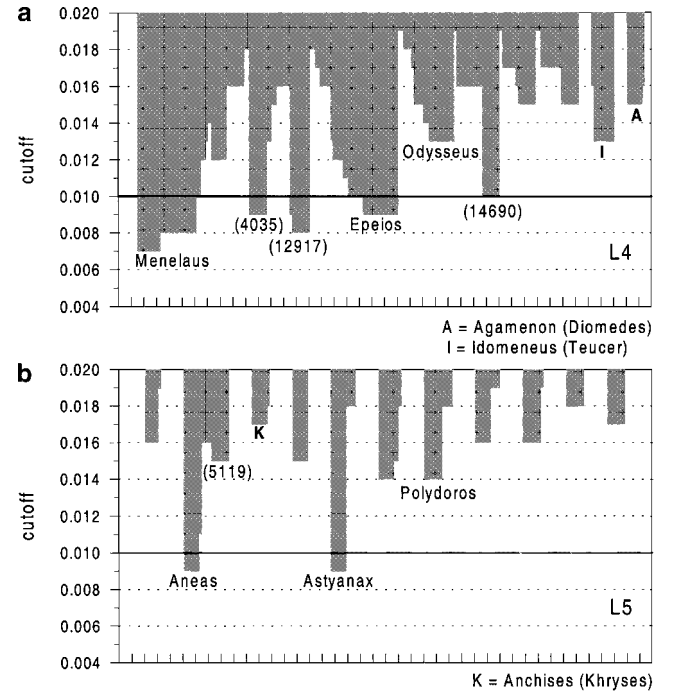 a
0.020
0.018
0.016
0.014
0.012
0.010
0.008
0.006
0.004
cutoff
Odysseus
A
I
(4035)
Epeios
(14690)
(12917)
Menelaus
L4
A = Agamenon (Diomedes)
I = Idomeneus (Teucer)
b
0.020
0.018
0.016
0.014
0.012
0.010
0.008
0.006
0.004
cutoff
K
(5119)
Polydoros
Aneas
Astyanax
L5
K = Anchises (Khryses)